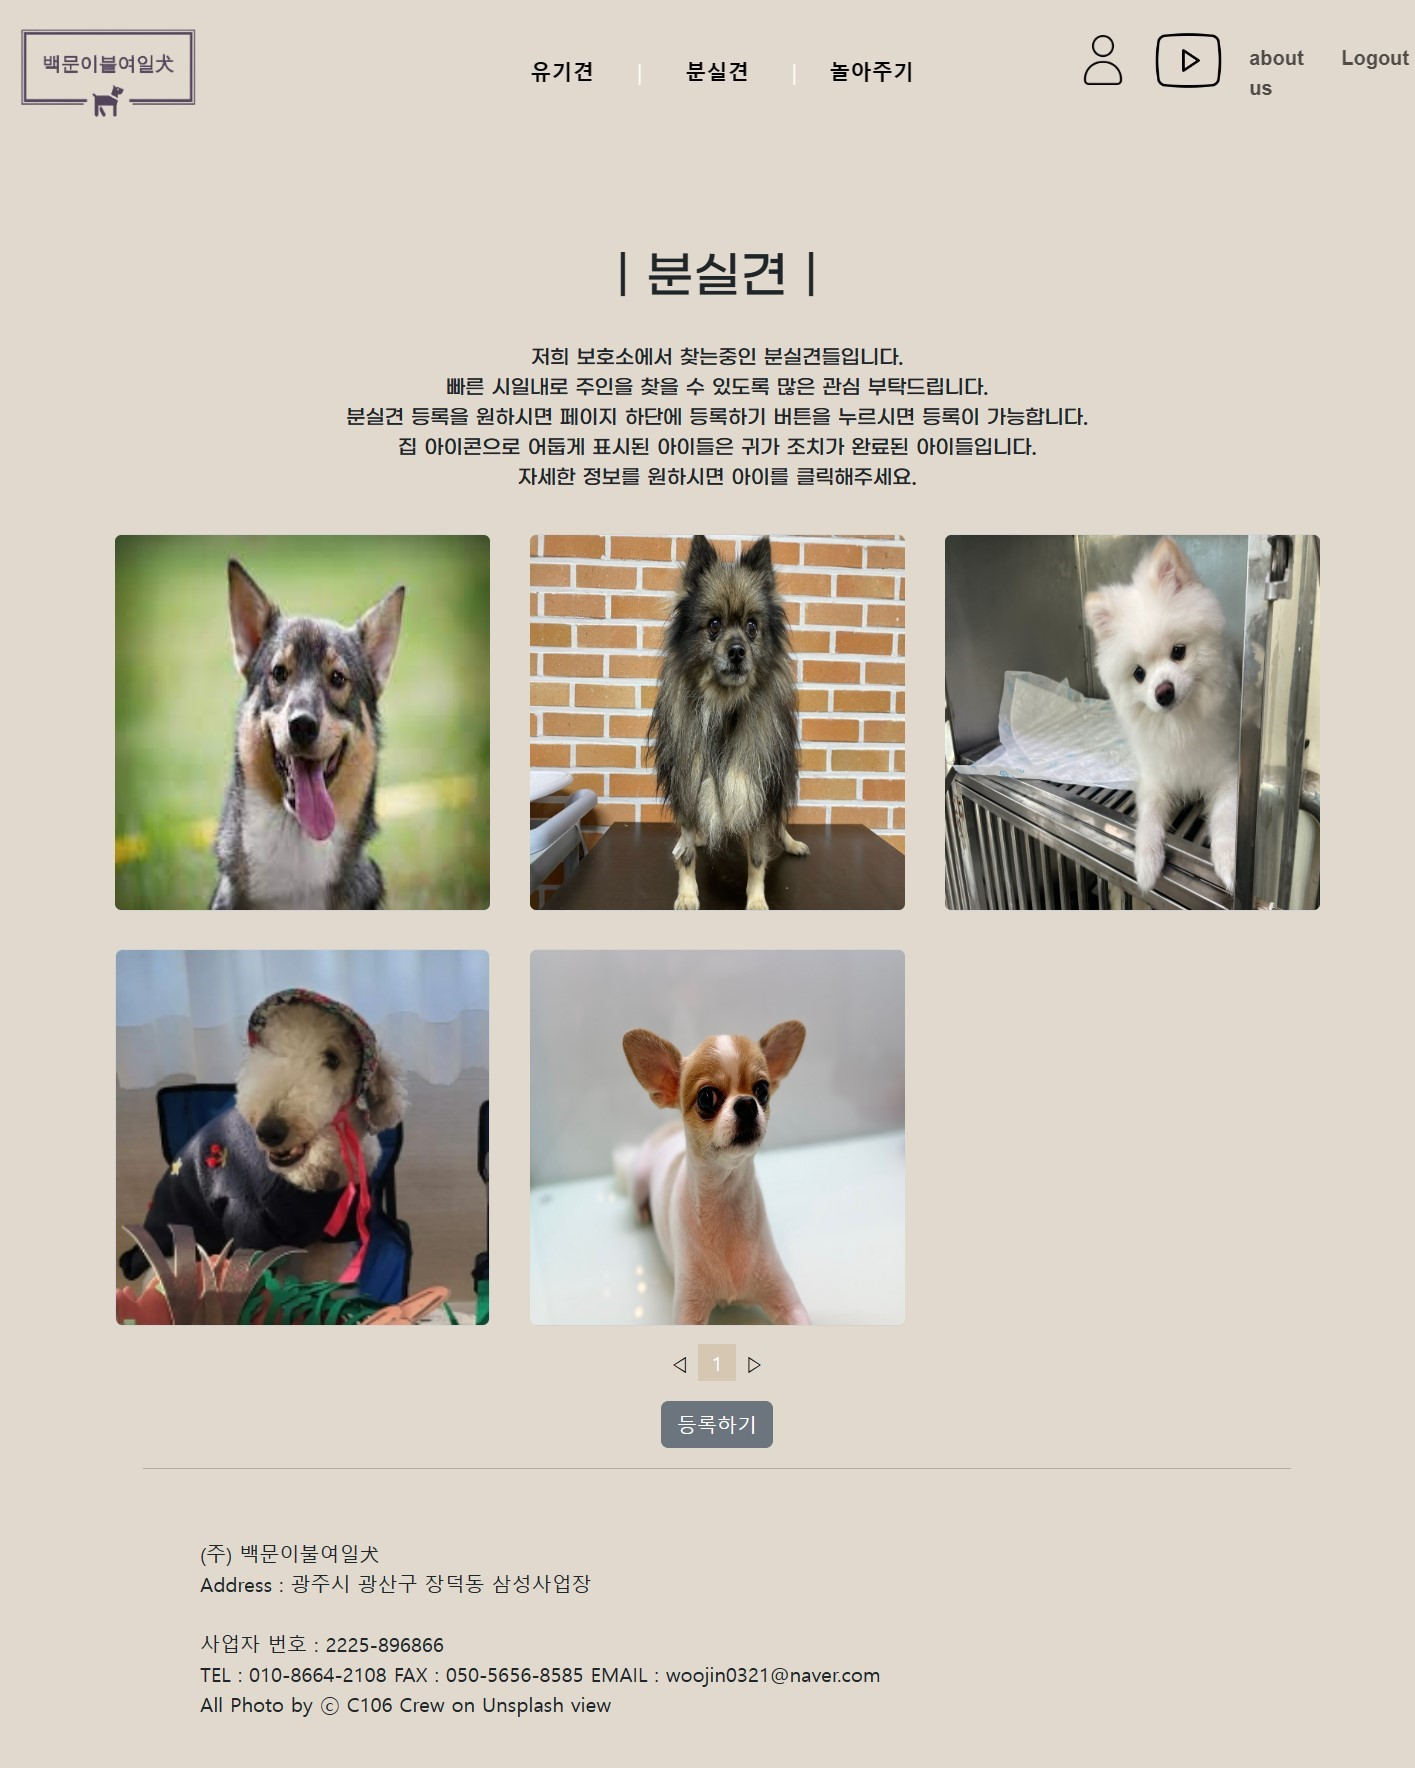 백문이불여일犬
유기견 | 분실견 | 놀아주기
about us
Logout
| 분실견 |
저희 보호소에서 찾는중인 분실견들입니다.
빠른 시일내로 주인을 찾을 수 있도록 많은 관심 부탁드립니다.
분실견 등록을 원하시면 페이지 하단에 등록하기 버튼을 누르시면 등록이 가능합니다.
집 아이콘으로 어둡게 표시된 아이들은 귀가 조치가 완료된 아이들입니다.
자세한 정보를 원하시면 아이를 클릭해주세요.
◁ 1 ▷
등록하기
(주) 백문이불여일犬
Address : 광주시 광산구 장덕동 삼성사업장
사업자 번호 : 2225-896866
TEL : 010-8664-2108 FAX : 050-5656-8585 EMAIL : woojin0321@naver.com
All Photo by ⓒ C106 Crew on Unsplash view